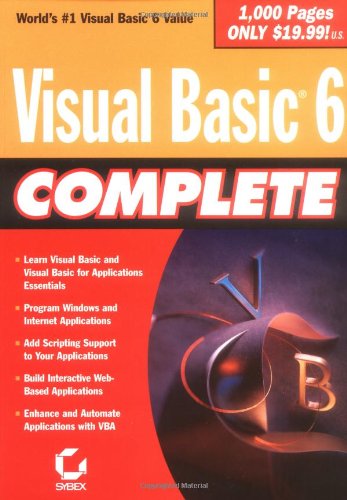 World's #1 Visual Basic 6 Value
1,000 Pages
ONLY $19.99! U.S.
Visual Basic® 6
COMPLETE
■ Learn Visual Basic and
Visual Basic for Applications
Essentials
■ Program Windows and
Internet Applications
■ Add Scripting Support
to Your Applications
■ Build Interactive Web-
Based Applications
■ Enhance and Automate
Applications with VBA
V
B
SYBEX